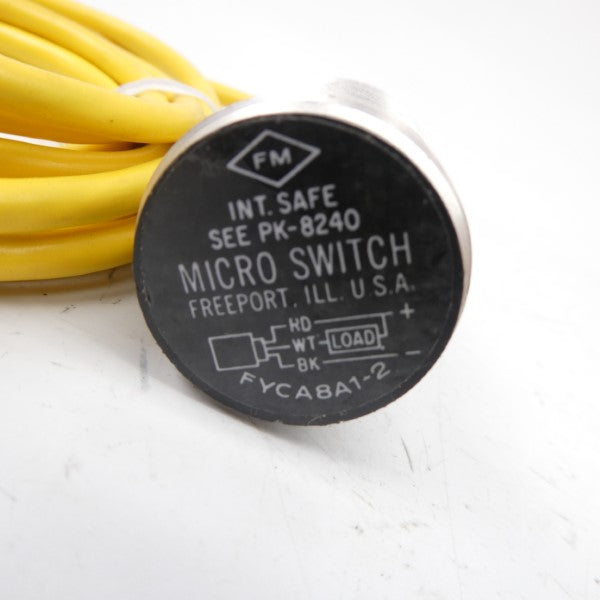 FM
INT. SAFE
SEE PK-8240
MICRO SWITCH
FREEPORT, ILL. U.S.A.
RD +
WT LOAD
BK -
FYCA8A1-2